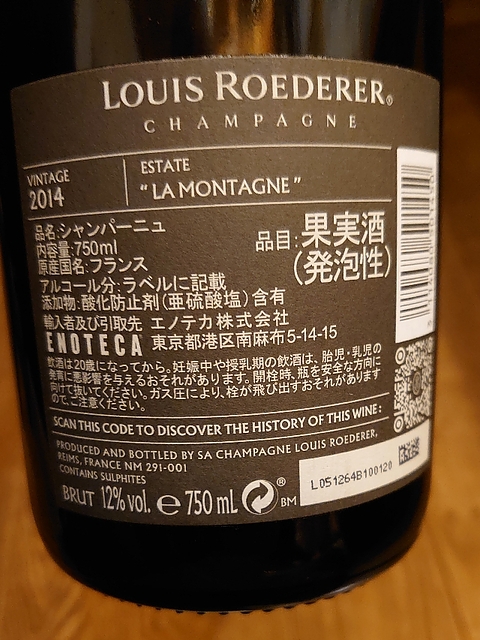 LOUIS ROEDERER®
CHAMPAGNE
VINTAGE
2014
ESTATE
"LA MONTAGNE"
品名:シャンパーニュ
内容量:750ml
原産国名:フランス
アルコール分:ラベルに記載
添加物:酸化防止剤(亜硫酸塩)含有
品目:果実酒
(発泡性)
輸入者及び引取先 エノテカ株式会社
ENOTECA 東京都港区南麻布5-14-15
飲酒は20歳になってから。妊娠中や授乳期の飲酒は、胎児・乳児の
発育に悪影響を与えるおそれがあります。開栓時、瓶を安全な方向に
向けて抜いてください。ガス圧により、栓が飛び出すおそれがあります
ので、ご注意ください。
SCAN THIS CODE TO DISCOVER THE HISTORY OF THIS WINE:
PRODUCED AND BOTTLED BY SA CHAMPAGNE LOUIS ROEDERER,
REIMS, FRANCE NM 291-001
CONTAINS SULPHITES
BRUT 12% vol. ℮ 750 mL ® BM
L051264B100120